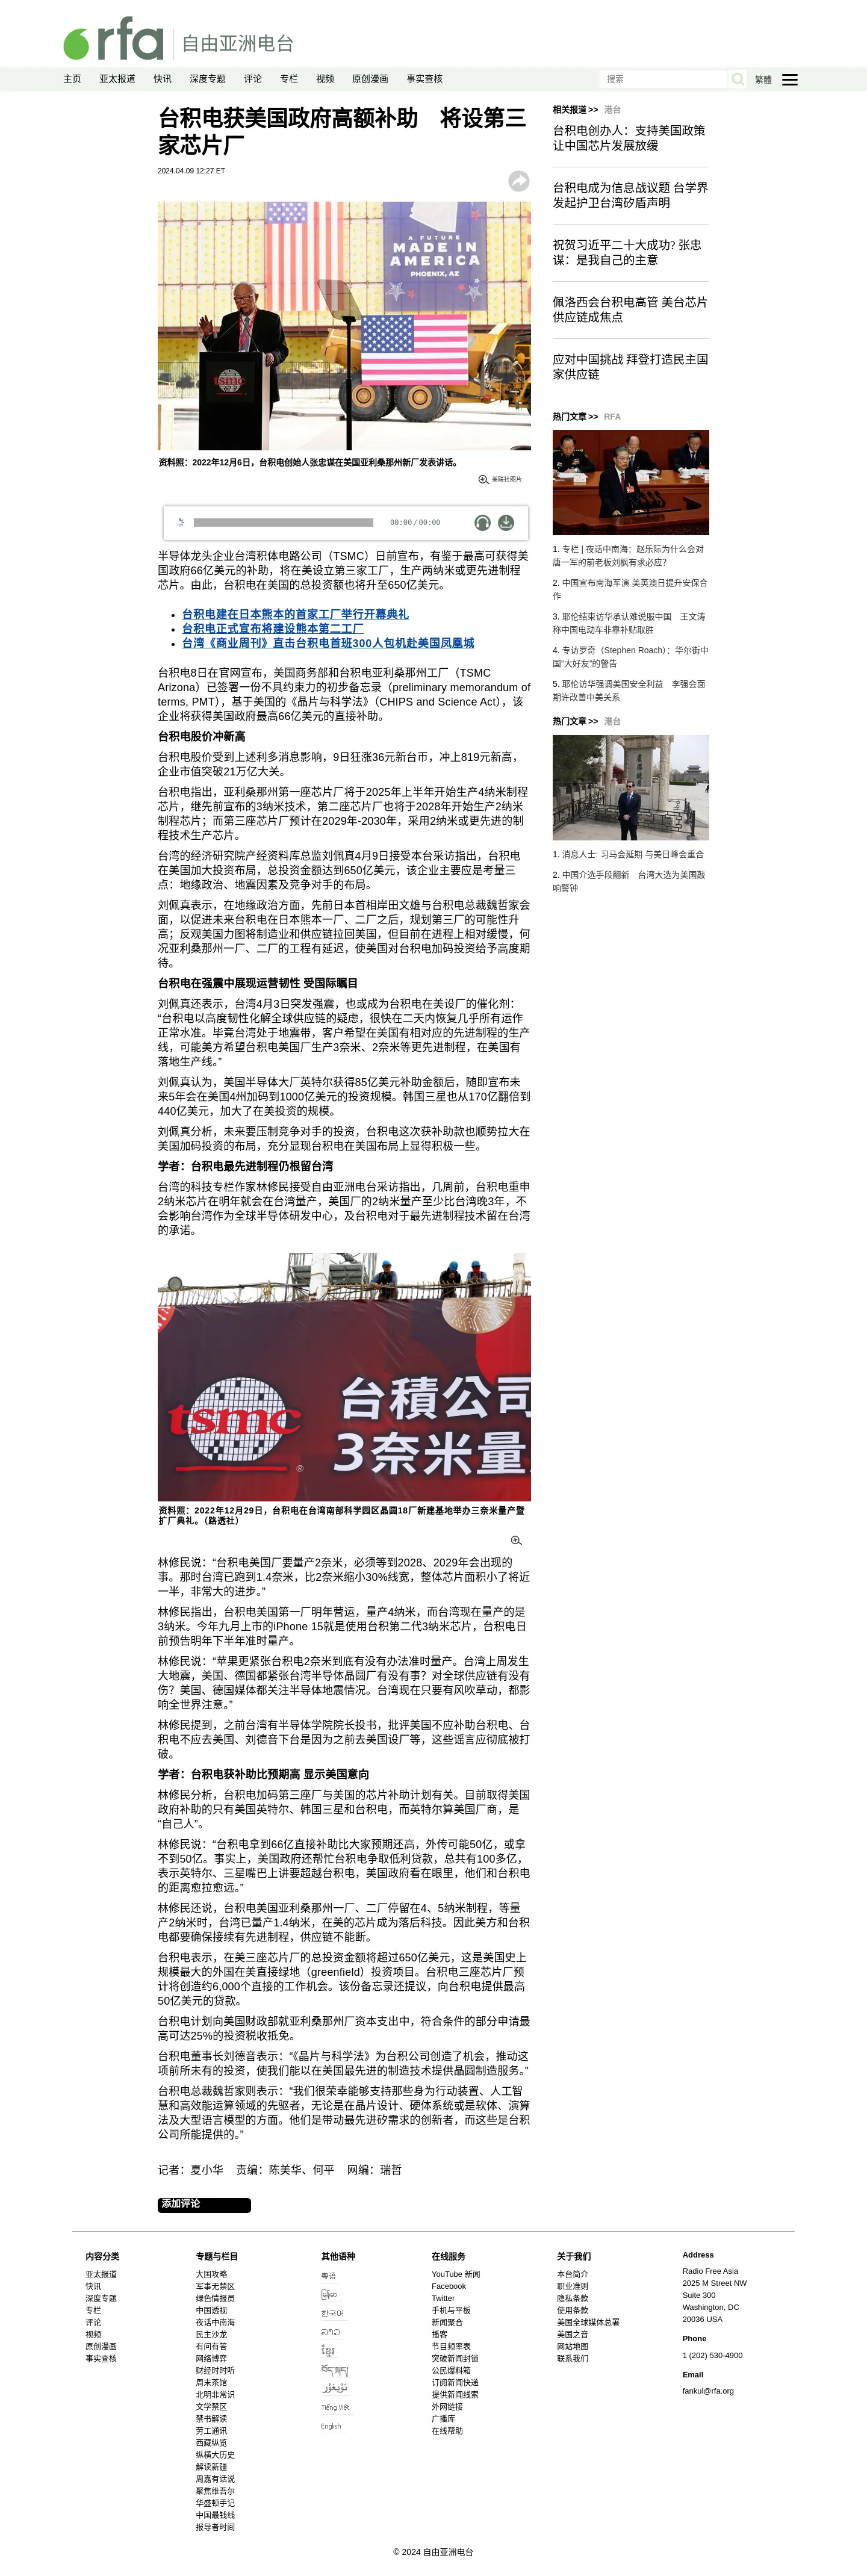 rfa 自由亚洲电台
主页 亚太报道 快讯 深度专题 评论 专栏 视频 原创漫画 事实查核 搜索 繁體
台积电获美国政府高额补助　将设第三
家芯片厂
2024.04.09 12:27 ET
A FUTURE
MADE IN
AMERICA
PHOENIX, AZ
tsmc
资料照：2022年12月6日，台积电创始人张忠谋在美国亚利桑那州新厂发表讲话。
美联社图片
00:00 / 00:00
半导体龙头企业台湾积体电路公司（TSMC）日前宣布，有鉴于最高可获得美
国政府66亿美元的补助，将在美设立第三家工厂，生产两纳米或更先进制程
芯片。由此，台积电在美国的总投资额也将升至650亿美元。
台积电建在日本熊本的首家工厂举行开幕典礼
台积电正式宣布将建设熊本第二工厂
台湾《商业周刊》直击台积电首班300人包机赴美国凤凰城
台积电8日在官网宣布，美国商务部和台积电亚利桑那州工厂（TSMC
Arizona）已签署一份不具约束力的初步备忘录（preliminary memorandum of
terms, PMT），基于美国的《晶片与科学法》（CHIPS and Science Act），该
企业将获得美国政府最高66亿美元的直接补助。
台积电股价冲新高
台积电股价受到上述利多消息影响，9日狂涨36元新台币，冲上819元新高，
企业市值突破21万亿大关。
台积电指出，亚利桑那州第一座芯片厂将于2025年上半年开始生产4纳米制程
芯片，继先前宣布的3纳米技术，第二座芯片厂也将于2028年开始生产2纳米
制程芯片；而第三座芯片厂预计在2029年-2030年，采用2纳米或更先进的制
程技术生产芯片。
台湾的经济研究院产经资料库总监刘佩真4月9日接受本台采访指出，台积电
在美国加大投资布局，总投资金额达到650亿美元，该企业主要应是考量三
点：地缘政治、地震因素及竞争对手的布局。
刘佩真表示，在地缘政治方面，先前日本首相岸田文雄与台积电总裁魏哲家会
面，以促进未来台积电在日本熊本一厂、二厂之后，规划第三厂的可能性升
高；反观美国力图将制造业和供应链拉回美国，但目前在进程上相对缓慢，何
况亚利桑那州一厂、二厂的工程有延迟，使美国对台积电加码投资给予高度期
待。
台积电在强震中展现运营韧性 受国际瞩目
刘佩真还表示，台湾4月3日突发强震，也或成为台积电在美设厂的催化剂：
“台积电以高度韧性化解全球供应链的疑虑，很快在二天内恢复几乎所有运作
正常水准。毕竟台湾处于地震带，客户希望在美国有相对应的先进制程的生产
线，可能美方希望台积电美国厂生产3奈米、2奈米等更先进制程，在美国有
落地生产线。”
刘佩真认为，美国半导体大厂英特尔获得85亿美元补助金额后，随即宣布未
来5年会在美国4州加码到1000亿美元的投资规模。韩国三星也从170亿翻倍到
440亿美元，加大了在美投资的规模。
刘佩真分析，未来要压制竞争对手的投资，台积电这次获补助款也顺势拉大在
美国加码投资的布局，充分显现台积电在美国布局上显得积极一些。
学者：台积电最先进制程仍根留台湾
台湾的科技专栏作家林修民接受自由亚洲电台采访指出，几周前，台积电重申
2纳米芯片在明年就会在台湾量产，美国厂的2纳米量产至少比台湾晚3年，不
会影响台湾作为全球半导体研发中心，及台积电对于最先进制程技术留在台湾
的承诺。
tsmc ® 台積公司
3奈米量
资料照：2022年12月29日，台积电在台湾南部科学园区晶圆18厂新建基地举办三奈米量产暨
扩厂典礼。（路透社）
林修民说：“台积电美国厂要量产2奈米，必须等到2028、2029年会出现的
事。那时台湾已跑到1.4奈米，比2奈米缩小30%线宽，整体芯片面积小了将近
一半，非常大的进步。”
林修民指出，台积电美国第一厂明年营运，量产4纳米，而台湾现在量产的是
3纳米。今年九月上市的iPhone 15就是使用台积第二代3纳米芯片，台积电日
前预告明年下半年准时量产。
林修民说：“苹果更紧张台积电2奈米到底有没有办法准时量产。台湾上周发生
大地震，美国、德国都紧张台湾半导体晶圆厂有没有事？对全球供应链有没有
伤？美国、德国媒体都关注半导体地震情况。台湾现在只要有风吹草动，都影
响全世界注意。”
林修民提到，之前台湾有半导体学院院长投书，批评美国不应补助台积电、台
积电不应去美国、刘德音下台是因为之前去美国设厂等，这些谣言应彻底被打
破。
学者：台积电获补助比预期高 显示美国意向
林修民分析，台积电加码第三座厂与美国的芯片补助计划有关。目前取得美国
政府补助的只有美国英特尔、韩国三星和台积电，而英特尔算美国厂商，是
“自己人”。
林修民说：“台积电拿到66亿直接补助比大家预期还高，外传可能50亿，或拿
不到50亿。事实上，美国政府还帮忙台积电争取低利贷款，总共有100多亿，
表示英特尔、三星嘴巴上讲要超越台积电，美国政府看在眼里，他们和台积电
的距离愈拉愈远。”
林修民还说，台积电美国亚利桑那州一厂、二厂停留在4、5纳米制程，等量
产2纳米时，台湾已量产1.4纳米，在美的芯片成为落后科技。因此美方和台积
电都要确保接续有先进制程，供应链不能断。
台积电表示，在美三座芯片厂的总投资金额将超过650亿美元，这是美国史上
规模最大的外国在美直接绿地（greenfield）投资项目。台积电三座芯片厂预
计将创造约6,000个直接的工作机会。该份备忘录还提议，向台积电提供最高
50亿美元的贷款。
台积电计划向美国财政部就亚利桑那州厂资本支出中，符合条件的部分申请最
高可达25%的投资税收抵免。
台积电董事长刘德音表示：“《晶片与科学法》为台积公司创造了机会，推动这
项前所未有的投资，使我们能以在美国最先进的制造技术提供晶圆制造服务。”
台积电总裁魏哲家则表示：“我们很荣幸能够支持那些身为行动装置、人工智
慧和高效能运算领域的先驱者，无论是在晶片设计、硬体系统或是软体、演算
法及大型语言模型的方面。他们是带动最先进矽需求的创新者，而这些是台积
公司所能提供的。”
记者：夏小华　责编：陈美华、何平　网编：瑞哲
添加评论
相关报道 >> 港台
台积电创办人：支持美国政策
让中国芯片发展放缓
台积电成为信息战议题 台学界
发起护卫台湾矽盾声明
祝贺习近平二十大成功? 张忠
谋：是我自己的主意
佩洛西会台积电高管 美台芯片
供应链成焦点
应对中国挑战 拜登打造民主国
家供应链
热门文章 >> RFA
1. 专栏 | 夜话中南海：赵乐际为什么会对
唐一军的前老板刘枫有求必应？
2. 中国宣布南海军演 美英澳日提升安保合
作
3. 耶伦结束访华承认难说服中国　王文涛
称中国电动车非靠补贴取胜
4. 专访罗奇（Stephen Roach）：华尔街中
国“大好友”的警告
5. 耶伦访华强调美国安全利益　李强会面
期许改善中美关系
热门文章 >> 港台
1. 消息人士: 习马会延期 与美日峰会重合
2. 中国介选手段翻新　台湾大选为美国敲
响警钟
内容分类
亚太报道
快讯
深度专题
专栏
评论
视频
原创漫画
事实查核
专题与栏目
大国攻略
军事无禁区
绿色情报员
中国透视
夜话中南海
民主沙龙
有问有答
网络博弈
财经时时听
周末茶馆
北明非常识
文学禁区
禁书解读
劳工通讯
西藏纵览
纵横大历史
解读新疆
周嘉有话说
聚焦维吾尔
华盛顿手记
中国最钱线
报导者时间
其他语种
粤语
မြန်မာ
한국어
ລາວ
ខ្មែរ
བོད་སྐད།
ئۇيغۇر
Tiếng Việt
English
在线服务
YouTube 新闻
Facebook
Twitter
手机与平板
新闻聚合
播客
节目频率表
突破新闻封锁
公民爆料箱
订阅新闻快递
提供新闻线索
外网链接
广播库
在线帮助
关于我们
本台简介
职业准则
隐私条款
使用条款
美国全球媒体总署
美国之音
网站地图
联系我们
Address
Radio Free Asia
2025 M Street NW
Suite 300
Washington, DC
20036 USA
Phone
1 (202) 530-4900
Email
fankui@rfa.org
© 2024 自由亚洲电台